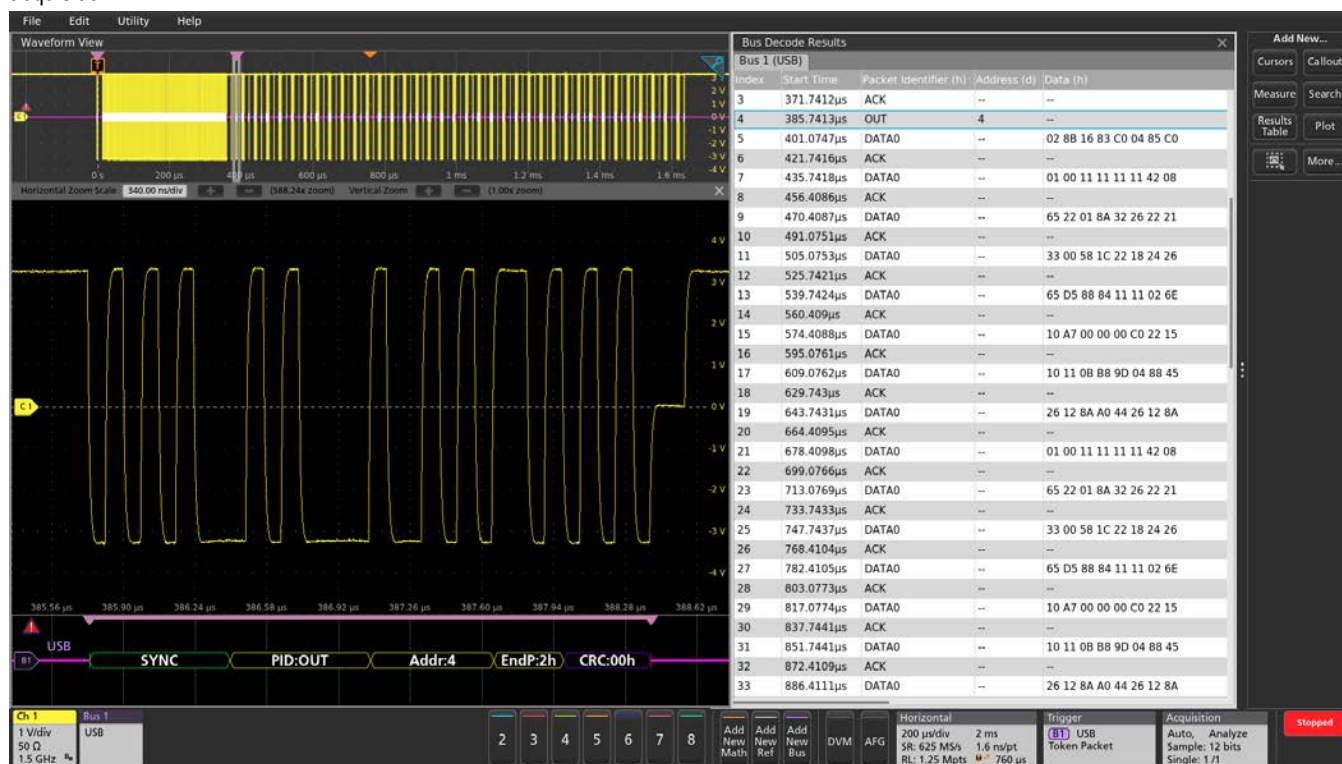 File Edit Utility Help
Waveform View
T
2 V
1 V
0 V
-1 V
-2 V
-3 V
-4 V
C1
0 s 200 µs 400 µs 600 µs 800 µs 1 ms 1.2 ms 1.4 ms 1.6 ms
Horizontal Zoom Scale 340.00 ns/div (588.24x zoom) Vertical Zoom (1.00x zoom)
4 V
3 V
2 V
1 V
0 V
-1 V
-2 V
-3 V
-4 V
C1
385.56 µs 385.90 µs 386.24 µs 386.58 µs 386.92 µs 387.26 µs 387.60 µs 387.94 µs 388.28 µs 388.62 µs
USB
B1 SYNC PID:OUT Addr:4 EndP:2h CRC:00h
Bus Decode Results
Bus 1 (USB)
Index Start Time Packet Identifier (h) Address (d) Data (h)
3 371.7412µs ACK -- --
4 385.7413µs OUT 4 --
5 401.0747µs DATA0 -- 02 8B 16 83 C0 04 85 C0
6 421.7416µs ACK -- --
7 435.7418µs DATA0 -- 01 00 11 11 11 11 42 08
8 456.4086µs ACK -- --
9 470.4087µs DATA0 -- 65 22 01 8A 32 26 22 21
10 491.0751µs ACK -- --
11 505.0753µs DATA0 -- 33 00 58 1C 22 18 24 26
12 525.7421µs ACK -- --
13 539.7424µs DATA0 -- 65 D5 88 84 11 11 02 6E
14 560.409µs ACK -- --
15 574.4088µs DATA0 -- 10 A7 00 00 00 C0 22 15
16 595.0761µs ACK -- --
17 609.0762µs DATA0 -- 10 11 0B B8 9D 04 88 45
18 629.743µs ACK -- --
19 643.7431µs DATA0 -- 26 12 8A A0 44 26 12 8A
20 664.4095µs ACK -- --
21 678.4098µs DATA0 -- 01 00 11 11 11 11 42 08
22 699.0766µs ACK -- --
23 713.0769µs DATA0 -- 65 22 01 8A 32 26 22 21
24 733.7433µs ACK -- --
25 747.7437µs DATA0 -- 33 00 58 1C 22 18 24 26
26 768.4104µs ACK -- --
27 782.4105µs DATA0 -- 65 D5 88 84 11 11 02 6E
28 803.0773µs ACK -- --
29 817.0774µs DATA0 -- 10 A7 00 00 00 C0 22 15
30 837.7441µs ACK -- --
31 851.7441µs DATA0 -- 10 11 0B B8 9D 04 88 45
32 872.4109µs ACK -- --
33 886.4111µs DATA0 -- 26 12 8A A0 44 26 12 8A
Add New...
Cursors Callout
Measure Search
Results Table Plot
More...
Ch 1
1 V/div
50 Ω
1.5 GHz
Bus 1
USB
2 3 4 5 6 7 8
Add New Math
Add New Ref
Add New Bus
DVM AFG
Horizontal
200 µs/div 2 ms
SR: 625 MS/s 1.6 ns/pt
RL: 1.25 Mpts 760 µs
Trigger
B1 USB
Token Packet
Acquisition
Auto, Analyze
Sample: 12 bits
Single: 1 /1
Stopped